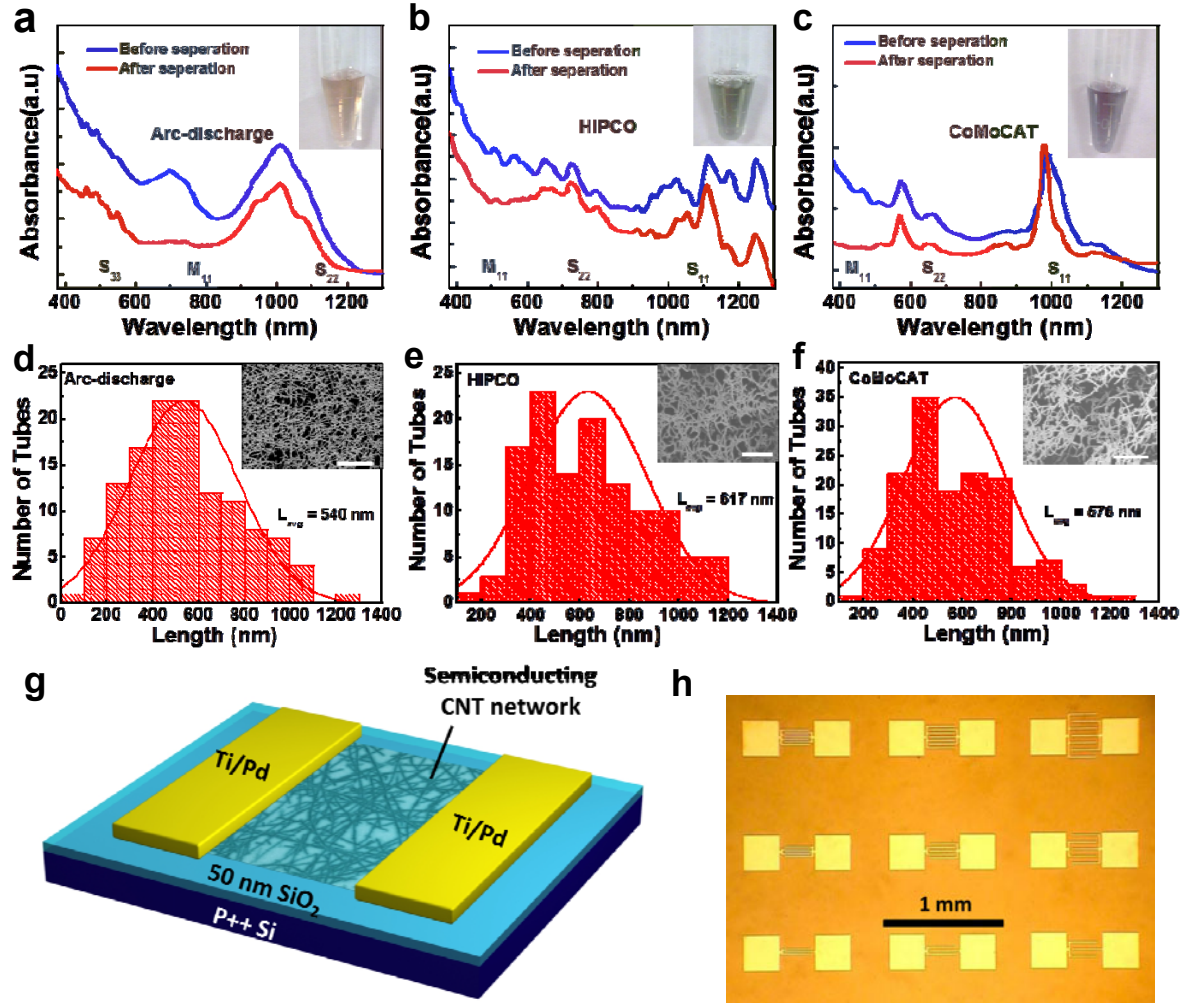 a
Absorbance(a.u)
Before seperation
After seperation
Arc-discharge
S33
M11
S22
400 600 800 1000 1200
Wavelength (nm)
b
Absorbance(a.u)
Before seperation
After seperation
HIPCO
M11
S22
S11
400 600 800 1000 1200
Wavelength (nm)
c
Absorbance(a.u)
Before seperation
After seperation
CoMoCAT
M11
S22
S11
400 600 800 1000 1200
Wavelength (nm)
d
Number of Tubes
25
20
15
10
5
0
Arc-discharge
Lavg = 540 nm
0 200 400 600 800 1000 1200 1400
Length (nm)
e
Number of Tubes
25
20
15
10
5
0
HIPCO
Lavg = 617 nm
200 400 600 800 1000 1200 1400
Length (nm)
f
Number of Tubes
40
35
30
25
20
15
10
5
0
CoMoCAT
Lavg = 576 nm
200 400 600 800 1000 1200 1400
Length (nm)
g
Semiconducting
CNT network
Ti/Pd
Ti/Pd
50 nm SiO2
P++ Si
h
1 mm